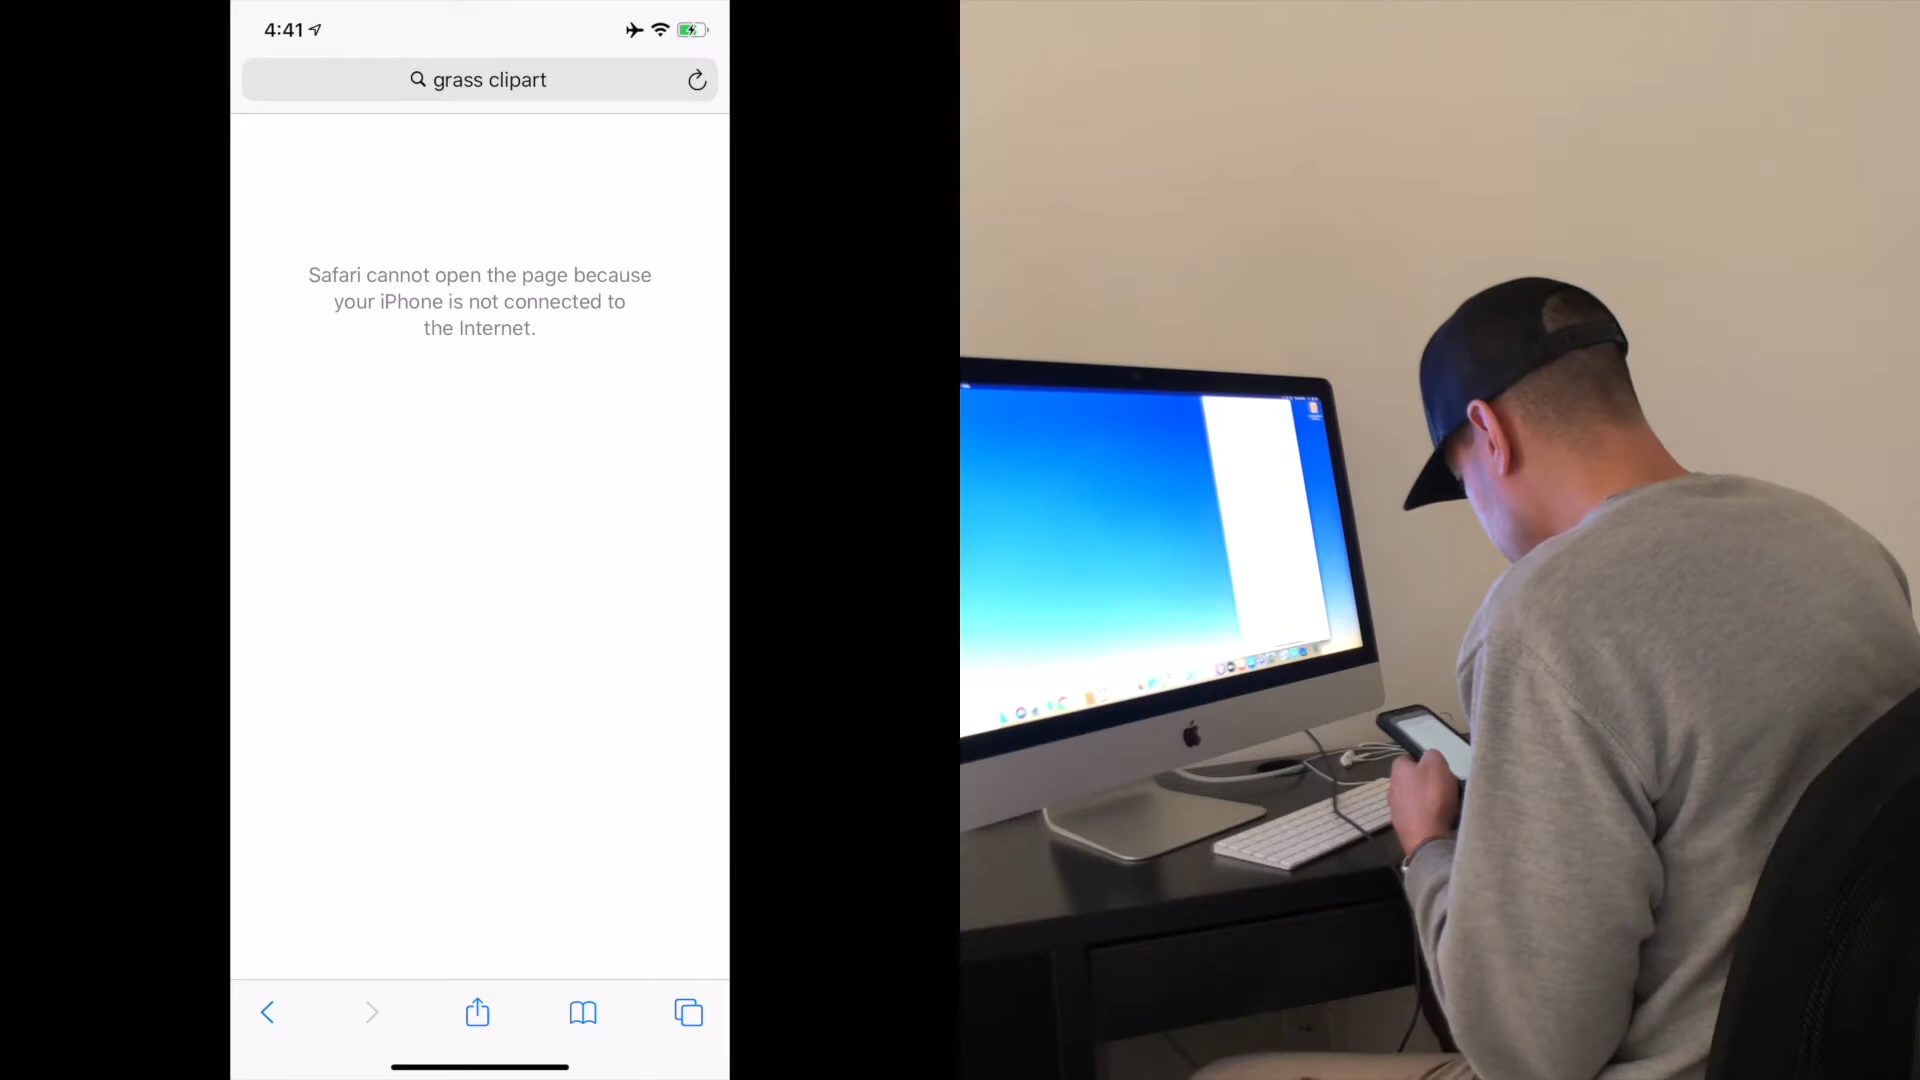 4:41
grass clipart
Safari cannot open the page because
your iPhone is not connected to
the Internet.